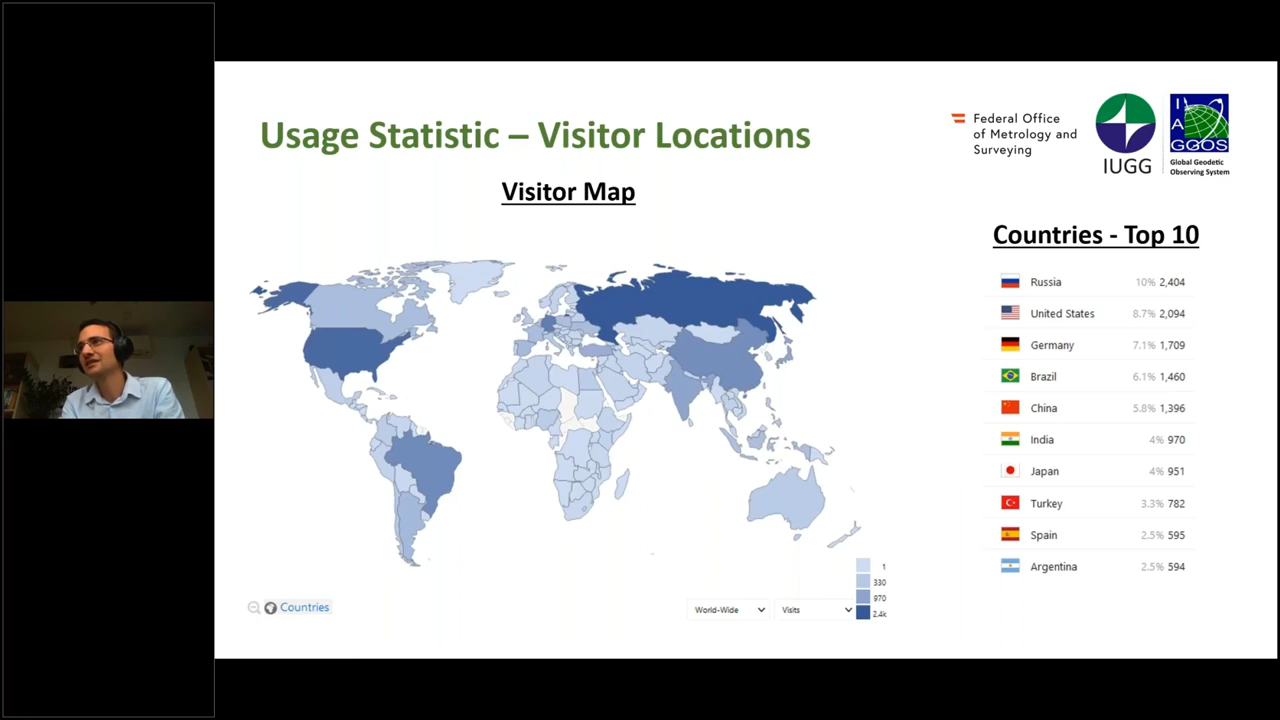 Usage Statistic – Visitor Locations
Federal Office
of Metrology and
Surveying
IUGG
I
A
G
GGOS
Global Geodetic
Observing System
Visitor Map
Countries - Top 10
Russia 10% 2,404
United States 8.7% 2,094
Germany 7.1% 1,709
Brazil 6.1% 1,460
China 5.8% 1,396
India 4% 970
Japan 4% 951
Turkey 3.3% 782
Spain 2.5% 595
Argentina 2.5% 594
1
330
970
2.4k
Countries
World-Wide
Visits